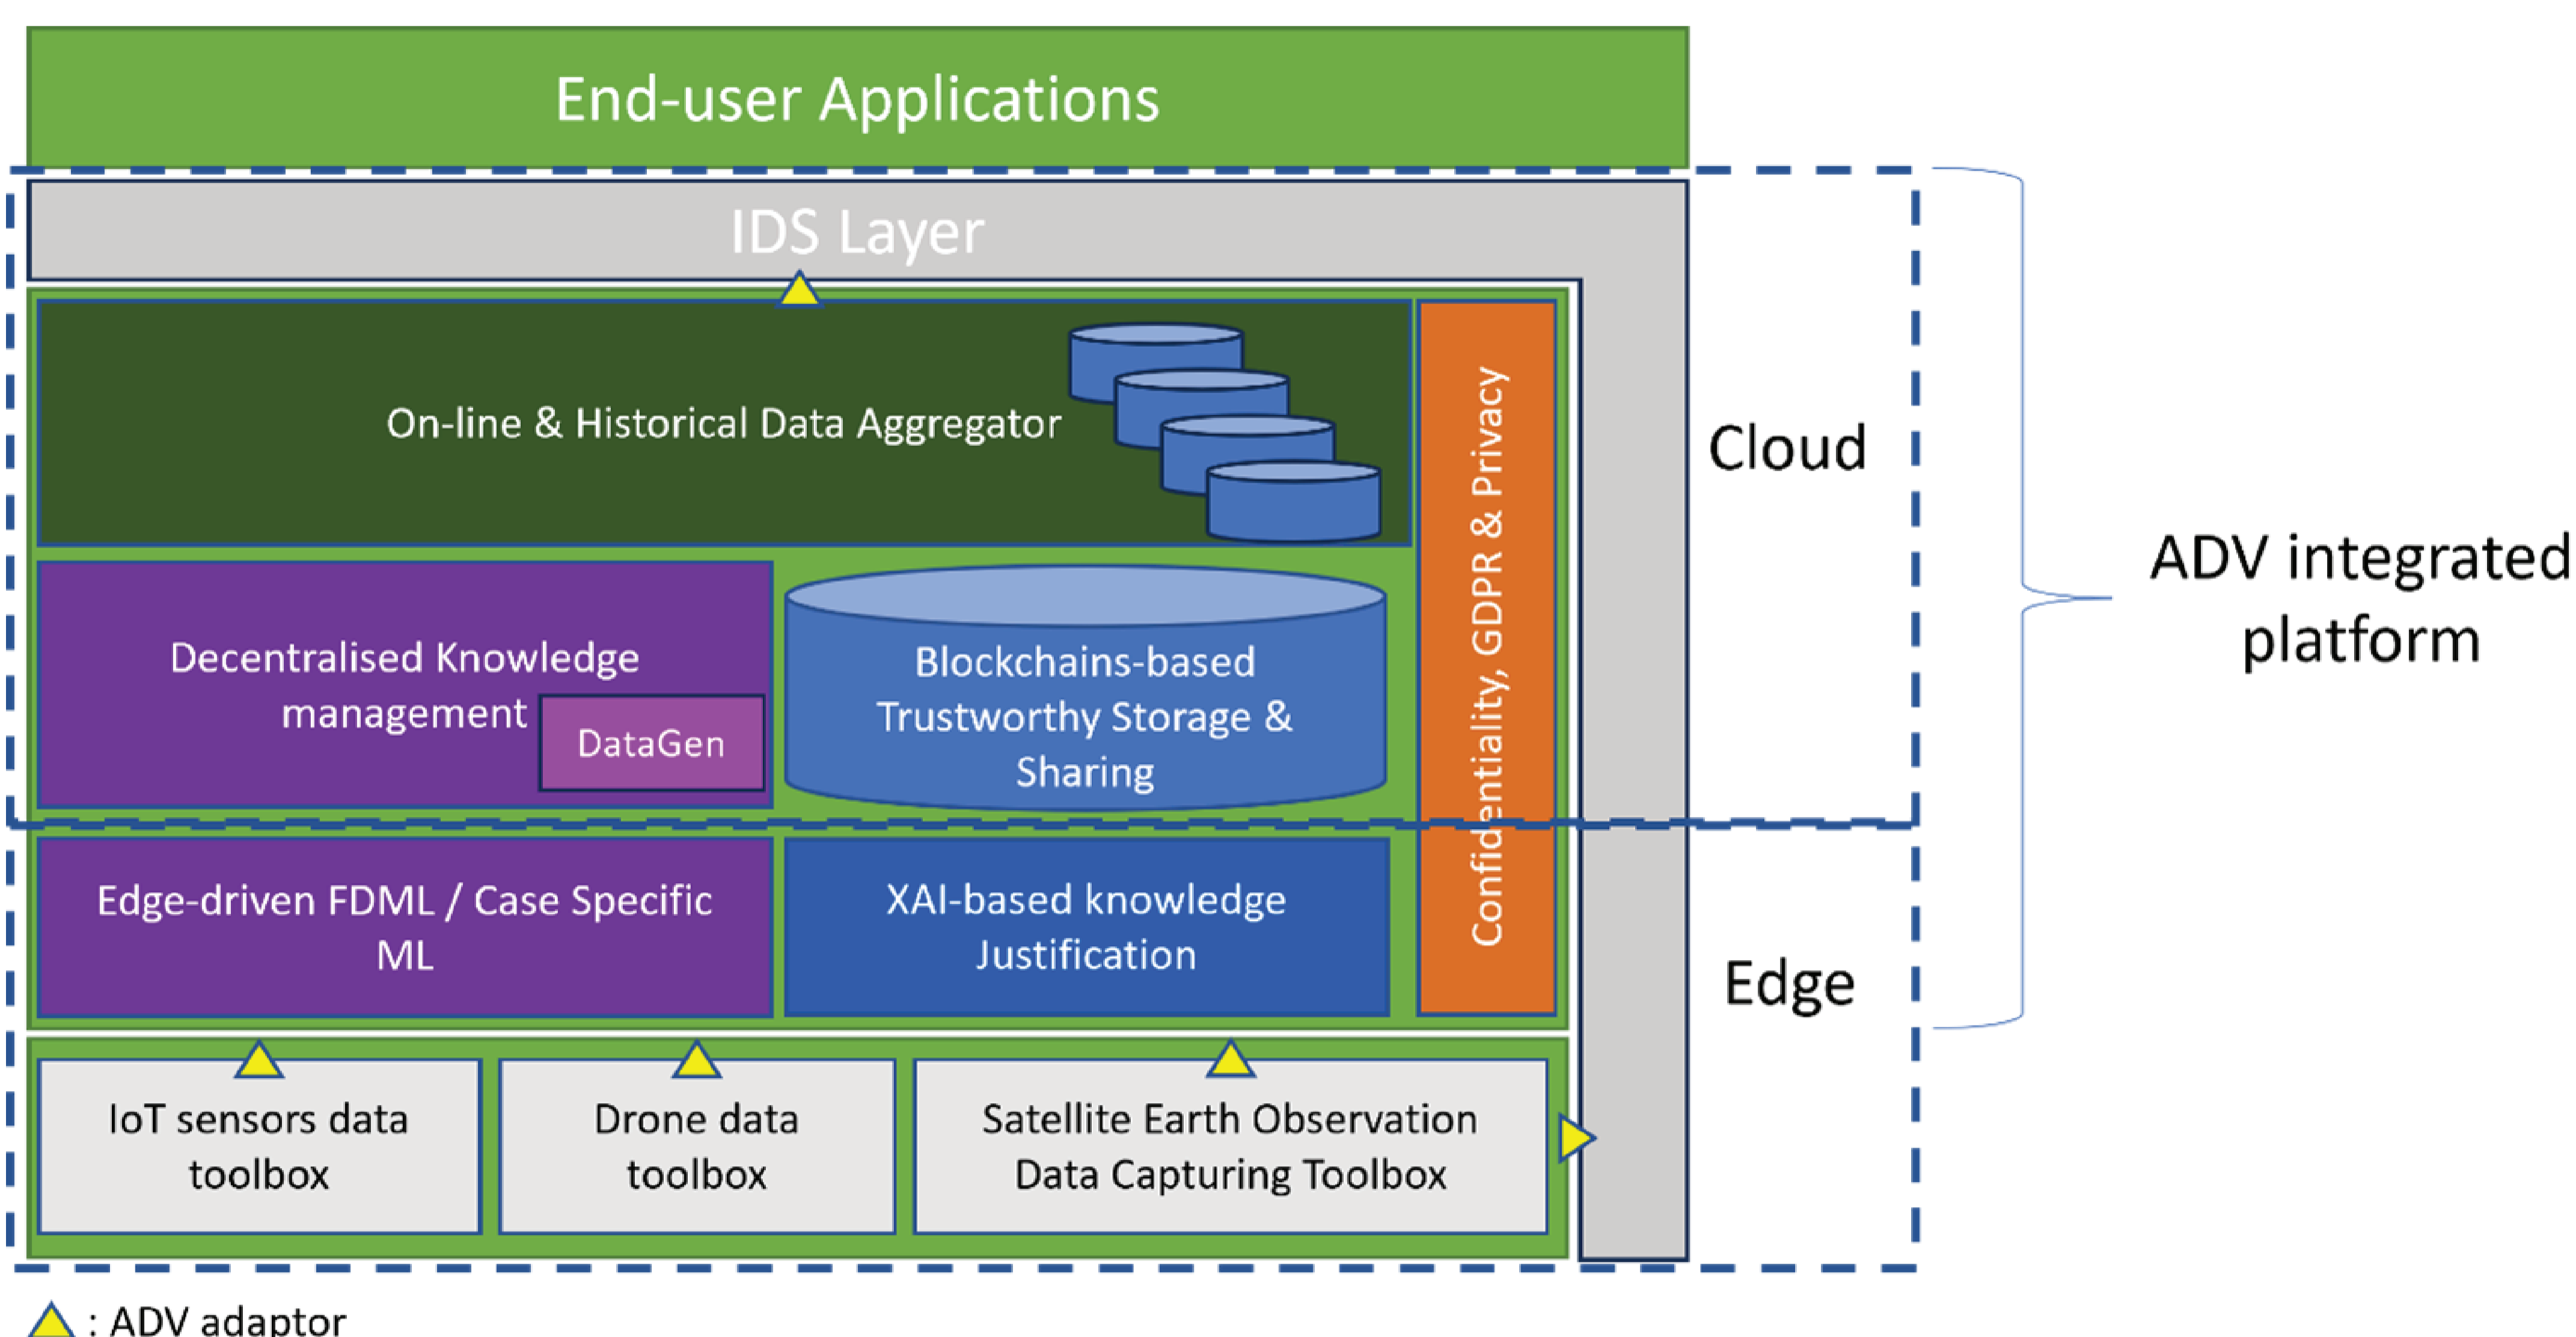 End-user Applications
IDS Layer
On-line & Historical Data Aggregator
Confidentiality, GDPR & Privacy
Cloud
Decentralised Knowledge
management
DataGen
Blockchains-based
Trustworthy Storage &
Sharing
ADV integrated
platform
Edge-driven FDML / Case Specific
ML
XAI-based knowledge
Justification
Edge
IoT sensors data
toolbox
Drone data
toolbox
Satellite Earth Observation
Data Capturing Toolbox
: ADV adaptor